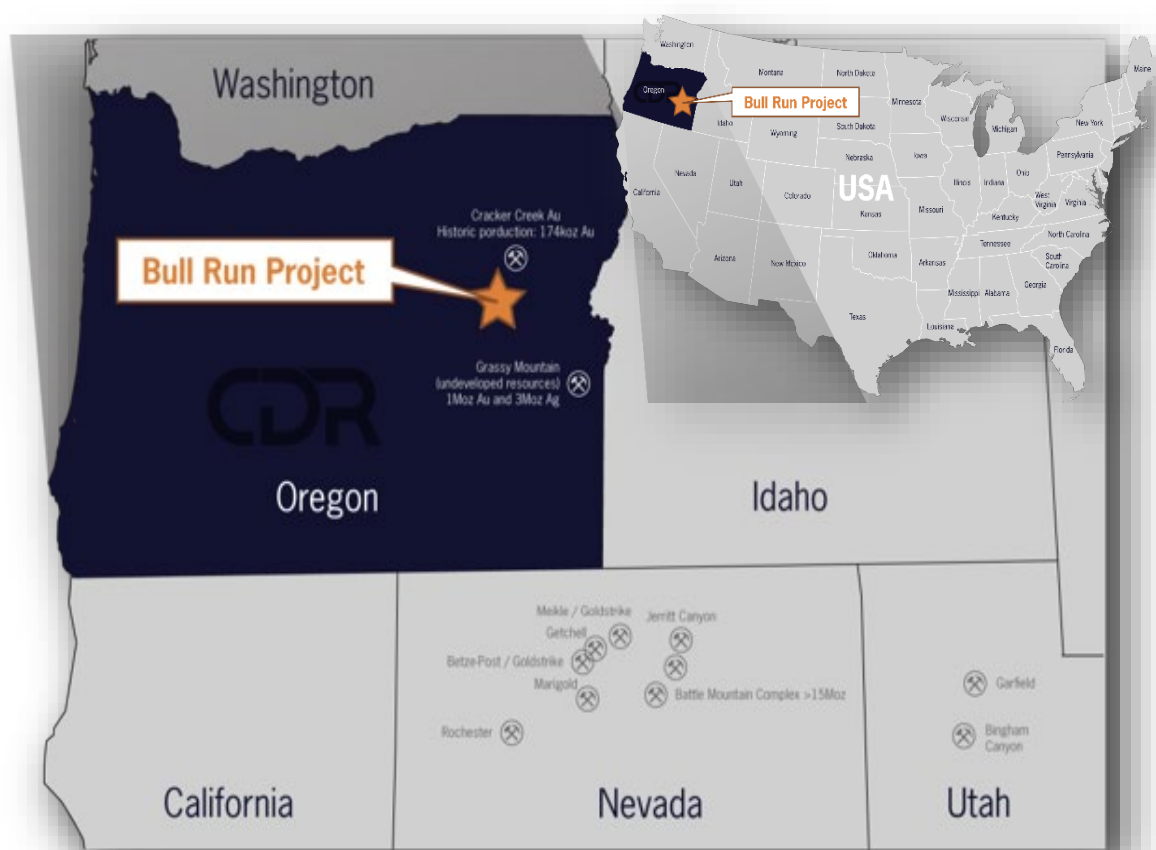 Washington
Cracker Creek Au
Historic porduction: 174koz Au
Bull Run Project
Grassy Mountain
(undeveloped resources)
1Moz Au and 3Moz Ag
CDR
Oregon
Idaho
Meikle / Goldstrike
Jerritt Canyon
Getchell
Betze-Post / Goldstrike
Marigold
Battle Mountain Complex >15Moz
Rochester
Garfield
Bingham
Canyon
California
Nevada
Utah
Washington
Montana
North Dakota
Maine
Oregon
CDR
Bull Run Project
Minnesota
Idaho
South Dakota
Wisconsin
New York
Wyoming
Michigan
Nebraska
Iowa
Pennsylvania
Nevada
Utah
Illinois
Indiana
Ohio
California
Colorado
USA
Kansas
Missouri
West
Virginia
Virginia
Kentucky
North Carolina
Tennessee
Arizona
New Mexico
Oklahoma
Arkansas
South
Carolina
Mississippi
Alabama
Georgia
Texas
Louisiana
Florida